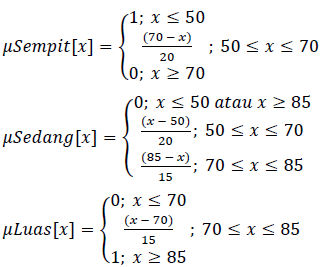 1; x ≤ 50
μSempit[x] = { (70 − x)/20 ; 50 ≤ x ≤ 70
0; x ≥ 70
0; x ≤ 50 atau x ≥ 85
μSedang[x] = { (x − 50)/20; 50 ≤ x ≤ 70
(85 − x)/15; 70 ≤ x ≤ 85
0; x ≤ 70
μLuas[x] = { (x − 70)/15 ; 70 ≤ x ≤ 85
1; x ≥ 85